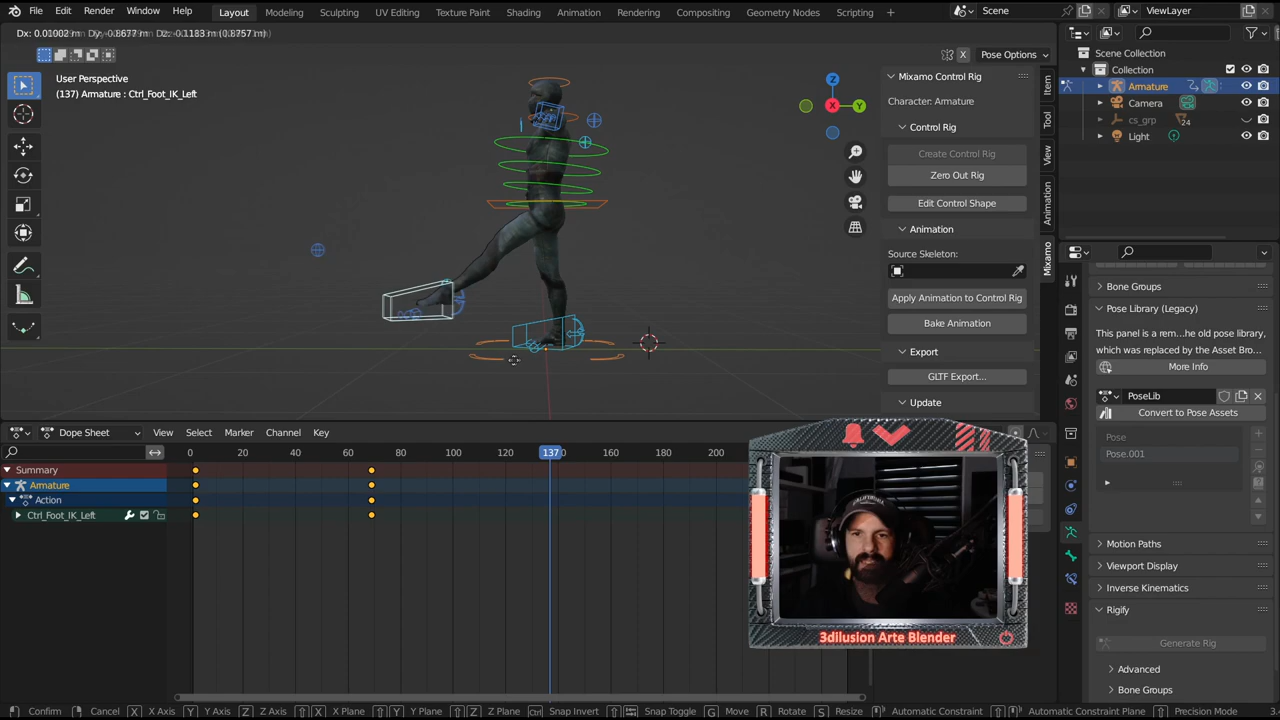 File Edit Render Window Help Layout Modeling Sculpting UV Editing Texture Paint Shading Animation Rendering Compositing Geometry Nodes Scripting + Scene ViewLayer
Dx: 0.01002 m Dy: -0.8677 m Dz: -0.1183 m (0.8757 m)
X Pose Options
User Perspective
(137) Armature : Ctrl_Foot_IK_Left
Z
X
Y
Mixamo Control Rig
Character: Armature
Control Rig
Create Control Rig
Zero Out Rig
Edit Control Shape
Animation
Source Skeleton:
Apply Animation to Control Rig
Bake Animation
Export
GLTF Export...
Update
Item
Tool
View
Animation
Mixamo
Scene Collection
Collection
Armature
Camera
cs_grp 24
Light
Bone Groups
Pose Library (Legacy)
This panel is a rem...he old pose library,
which was replaced by the Asset Bro...
More Info
PoseLib
Convert to Pose Assets
Pose
Pose.001
Motion Paths
Viewport Display
Inverse Kinematics
Rigify
Generate Rig
Advanced
Bone Groups
Dope Sheet View Select Marker Channel Key
0 20 40 60 80 100 120 137 160 180 200
Summary
Armature
Action
Ctrl_Foot_IK_Left
CALIFORNIA
3dilusion Arte Blender
Confirm Cancel X X Axis Y Y Axis Z Z Axis X X Plane Y Y Plane Z Z Plane Ctrl Snap Invert Snap Toggle G Move R Rotate S Resize Automatic Constraint Automatic Constraint Precision Mode 3.